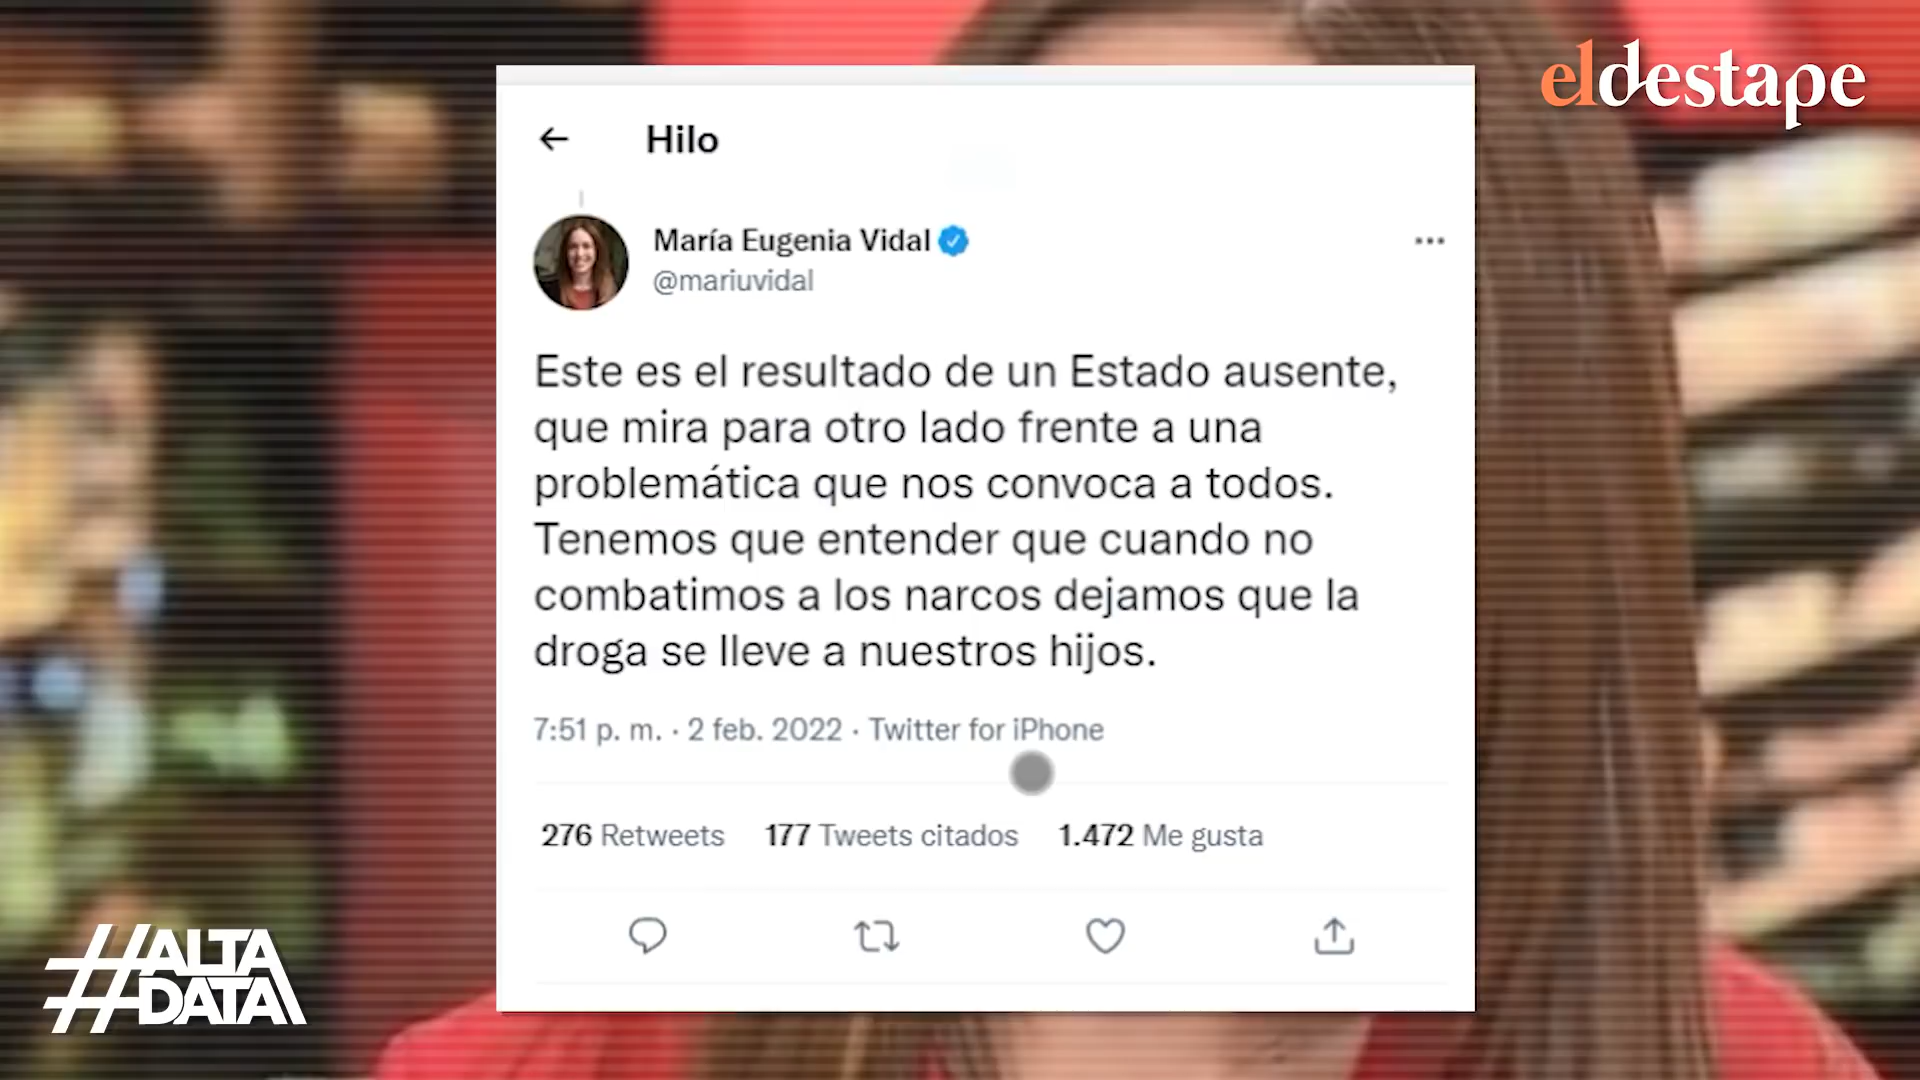 eldestape
Hilo
María Eugenia Vidal
@mariuvidal
Este es el resultado de un Estado ausente,
que mira para otro lado frente a una
problemática que nos convoca a todos.
Tenemos que entender que cuando no
combatimos a los narcos dejamos que la
droga se lleve a nuestros hijos.
7:51 p. m. · 2 feb. 2022 · Twitter for iPhone
276 Retweets 177 Tweets citados 1.472 Me gusta
#ALTA
DATA